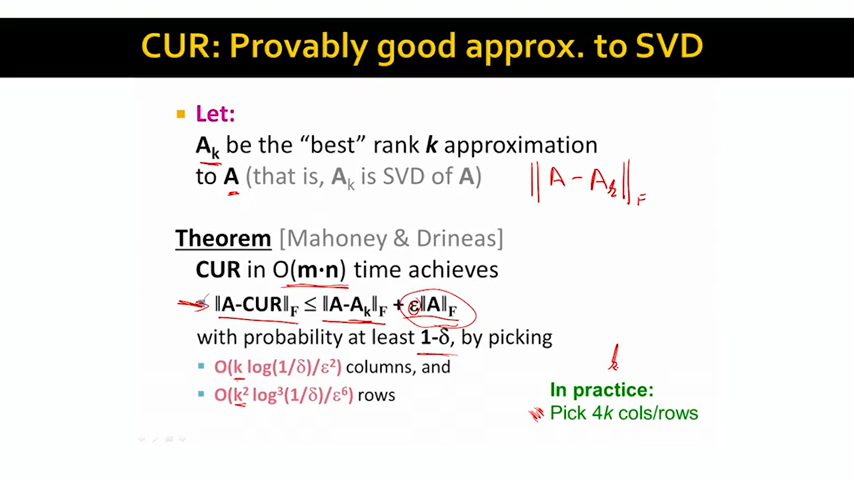 CUR: Provably good approx. to SVD
Let:
Aₖ be the “best” rank k approximation
to A (that is, Aₖ is SVD of A)
‖A − Aₖ‖F
Theorem [Mahoney & Drineas]
CUR in O(m·n) time achieves
‖A-CUR‖F ≤ ‖A-Aₖ‖F + ε‖A‖F
with probability at least 1-δ, by picking
O(k log(1/δ)/ε²) columns, and
O(k² log³(1/δ)/ε⁶) rows
k
In practice:
Pick 4k cols/rows